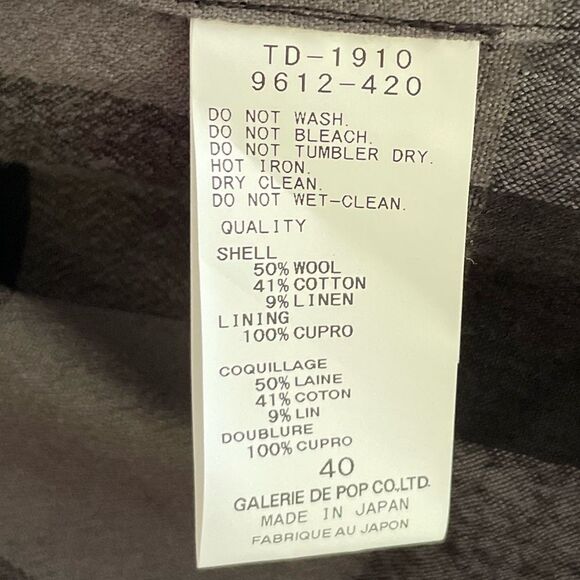 TD-1910
9612-420
DO NOT WASH.
DO NOT BLEACH.
DO NOT TUMBLER DRY.
HOT IRON.
DRY CLEAN.
DO NOT WET-CLEAN.
QUALITY
SHELL
50% WOOL
41% COTTON
9% LINEN
LINING
100% CUPRO
COQUILLAGE
50% LAINE
41% COTON
9% LIN
DOUBLURE
100% CUPRO
40
GALERIE DE POP CO.,LTD.
MADE IN JAPAN
FABRIQUE AU JAPON